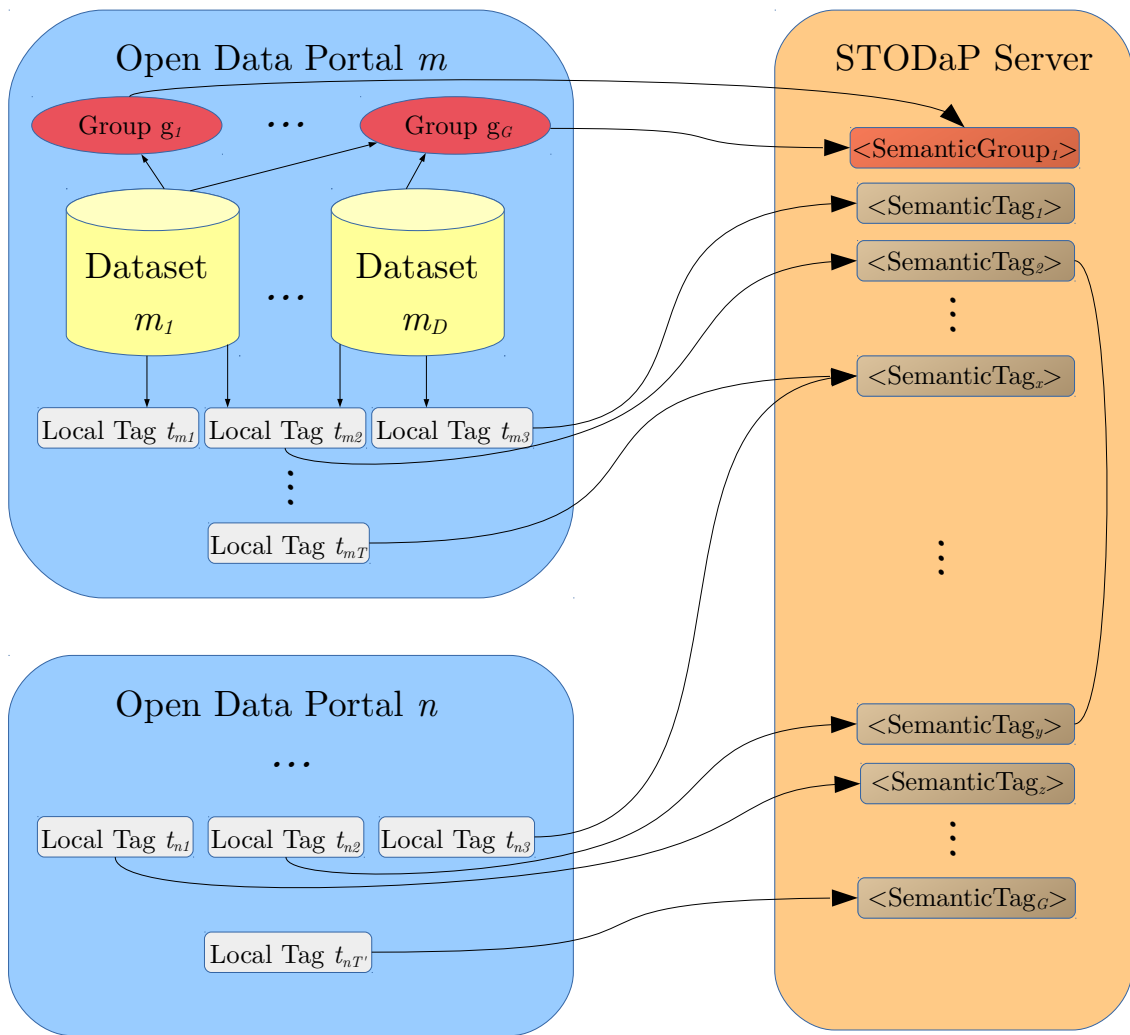 Open Data Portal m
Group g1
...
Group gG
Dataset
m1
...
Dataset
mD
Local Tag tm1
Local Tag tm2
Local Tag tm3
Local Tag tmT
Open Data Portal n
...
Local Tag tn1
Local Tag tn2
Local Tag tn3
Local Tag tnT'
STODaP Server
<SemanticGroup1>
<SemanticTag1>
<SemanticTag2>
<SemanticTagx>
<SemanticTagy>
<SemanticTagz>
<SemanticTagG>